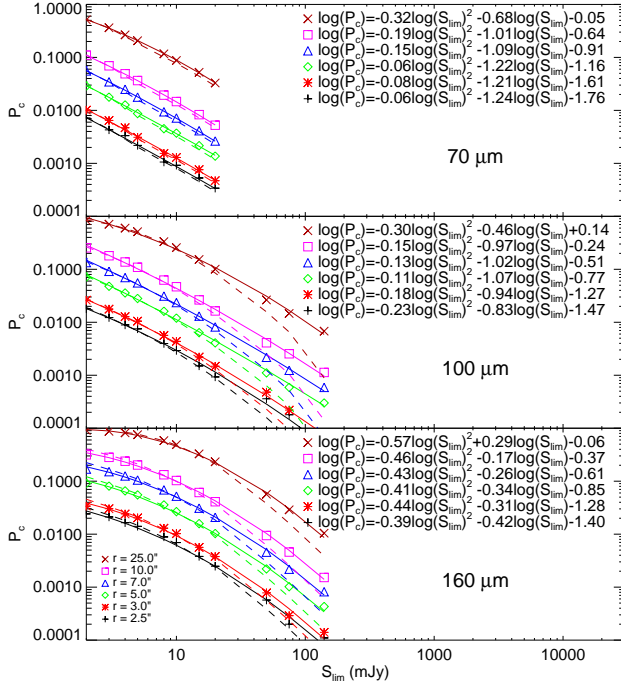 1.0000
0.1000
0.0100
0.0010
0.0001
P_c
log(P_c)=-0.32log(S_lim)^2 -0.68log(S_lim)-0.05
log(P_c)=-0.19log(S_lim)^2 -1.01log(S_lim)-0.64
log(P_c)=-0.15log(S_lim)^2 -1.09log(S_lim)-0.91
log(P_c)=-0.06log(S_lim)^2 -1.22log(S_lim)-1.16
log(P_c)=-0.08log(S_lim)^2 -1.21log(S_lim)-1.61
log(P_c)=-0.06log(S_lim)^2 -1.24log(S_lim)-1.76
70 μm
0.1000
0.0100
0.0010
0.0001
P_c
log(P_c)=-0.30log(S_lim)^2 -0.46log(S_lim)+0.14
log(P_c)=-0.15log(S_lim)^2 -0.97log(S_lim)-0.24
log(P_c)=-0.13log(S_lim)^2 -1.02log(S_lim)-0.51
log(P_c)=-0.11log(S_lim)^2 -1.07log(S_lim)-0.77
log(P_c)=-0.18log(S_lim)^2 -0.94log(S_lim)-1.27
log(P_c)=-0.23log(S_lim)^2 -0.83log(S_lim)-1.47
100 μm
0.1000
0.0100
0.0010
0.0001
P_c
log(P_c)=-0.57log(S_lim)^2+0.29log(S_lim)-0.06
log(P_c)=-0.46log(S_lim)^2 -0.17log(S_lim)-0.37
log(P_c)=-0.43log(S_lim)^2 -0.26log(S_lim)-0.61
log(P_c)=-0.41log(S_lim)^2 -0.34log(S_lim)-0.85
log(P_c)=-0.44log(S_lim)^2 -0.31log(S_lim)-1.28
log(P_c)=-0.39log(S_lim)^2 -0.42log(S_lim)-1.40
r = 25.0"
r = 10.0"
r = 7.0"
r = 5.0"
r = 3.0"
r = 2.5"
160 μm
10
100
1000
10000
S_lim (mJy)